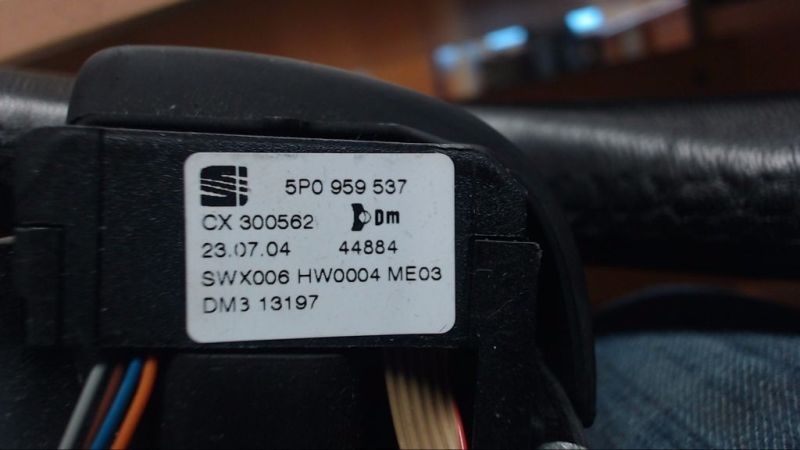 5P0 959 537
CX 300562 Dm
23.07.04 44884
SWX006 HW0004 ME03
DM3 13197